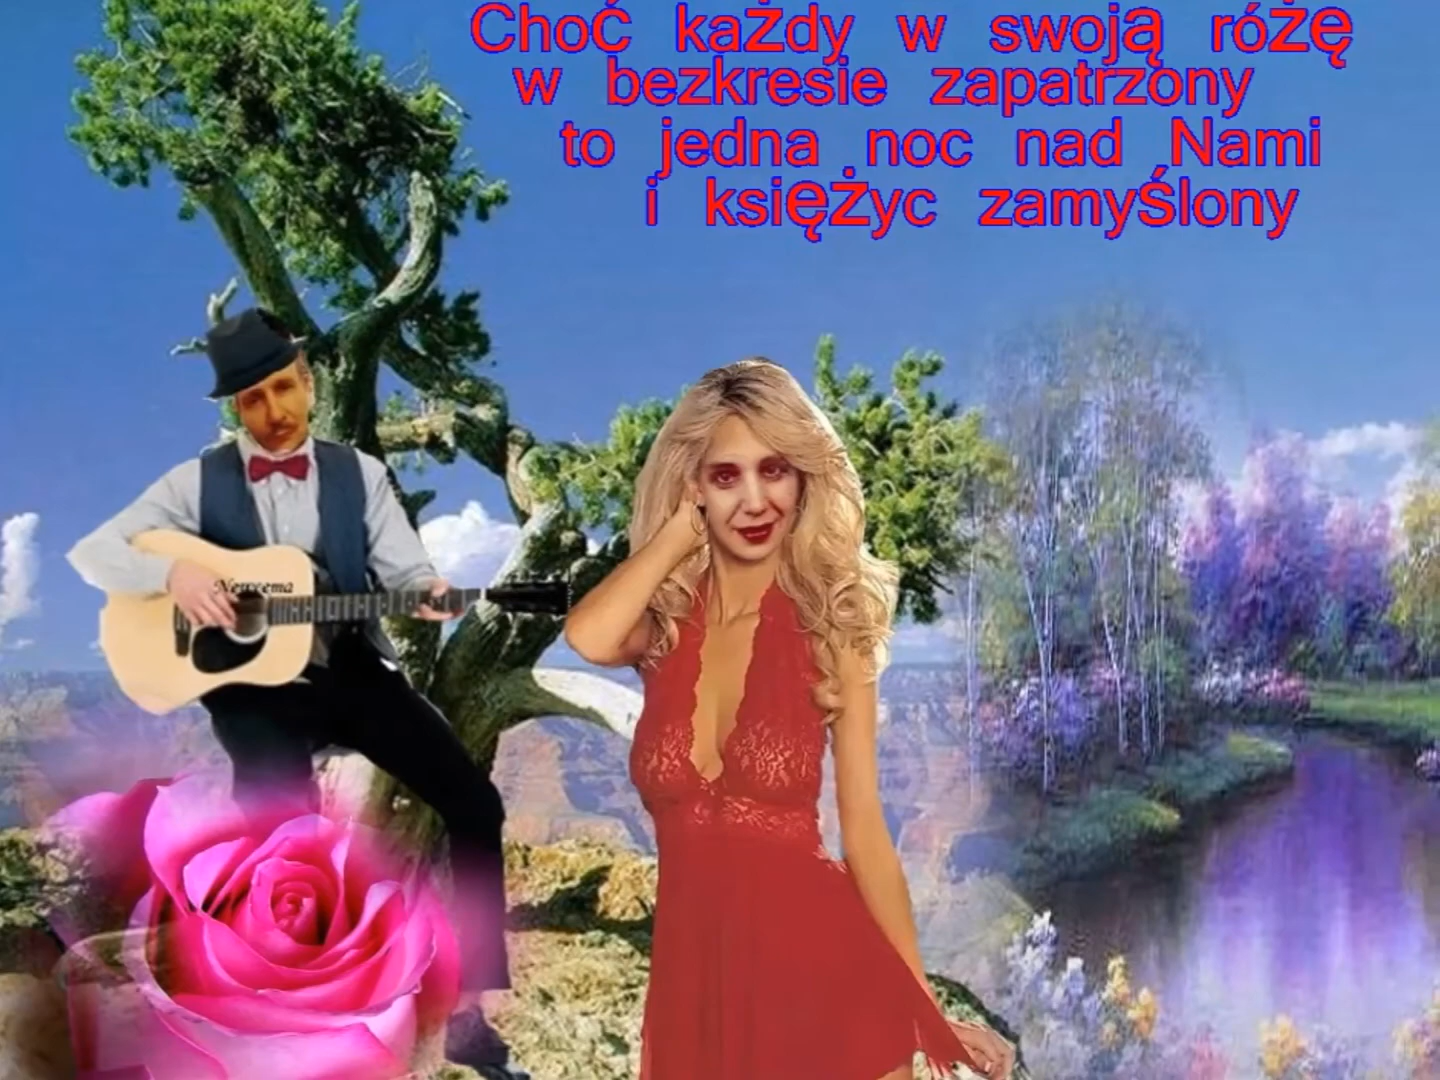 Choć każdy w swoją różę
w bezkresie zapatrzony
to jedna noc nad Nami
i księżyc zamyślony